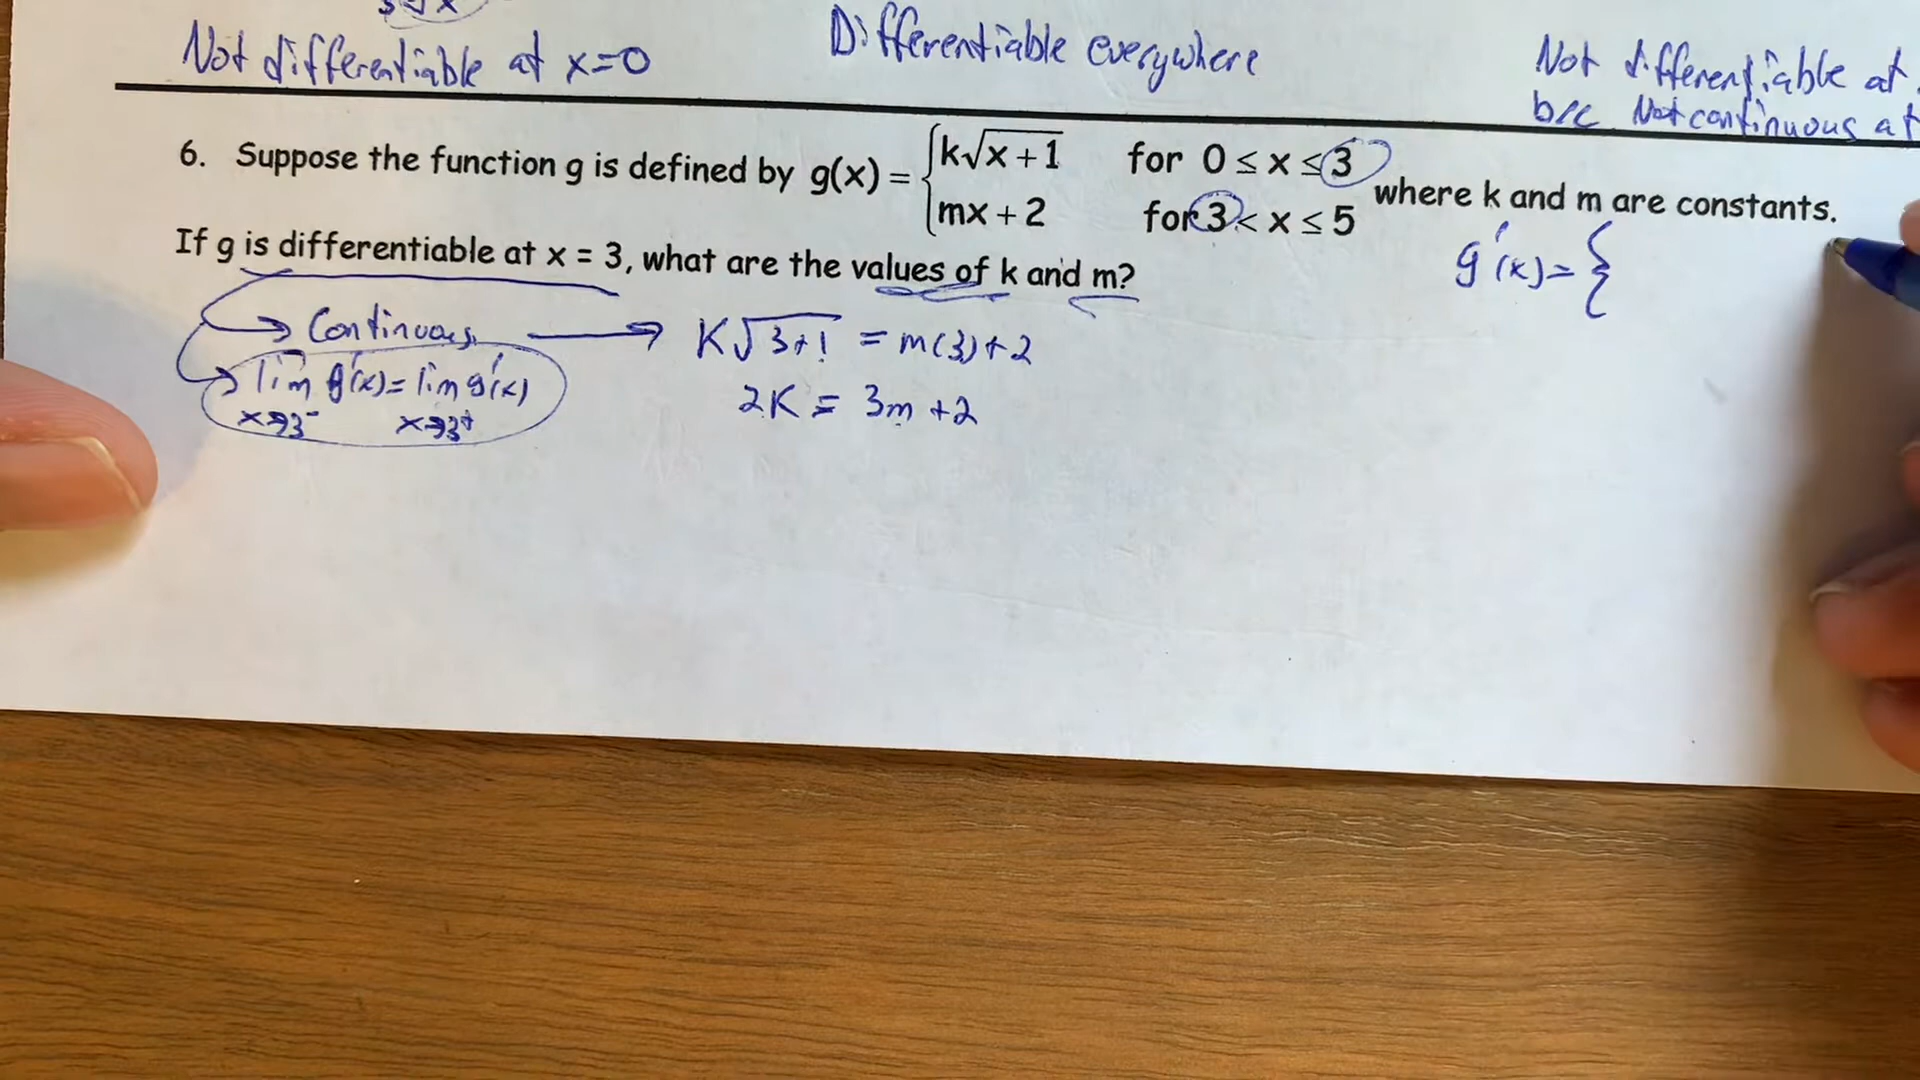 Not differentiable at x=0
Differentiable everywhere
Not differentiable at
b/c Not continuous at
6. Suppose the function g is defined by g(x) = { k√x + 1 for 0 ≤ x ≤ 3
mx + 2 for 3 < x ≤ 5
where k and m are constants.
If g is differentiable at x = 3, what are the values of k and m?
g'(x)= {
→ Continuous → K√3+1 = m(3)+2
→ lim g'(x) = lim g'(x)
x→3⁻ x→3⁺
2K = 3m +2